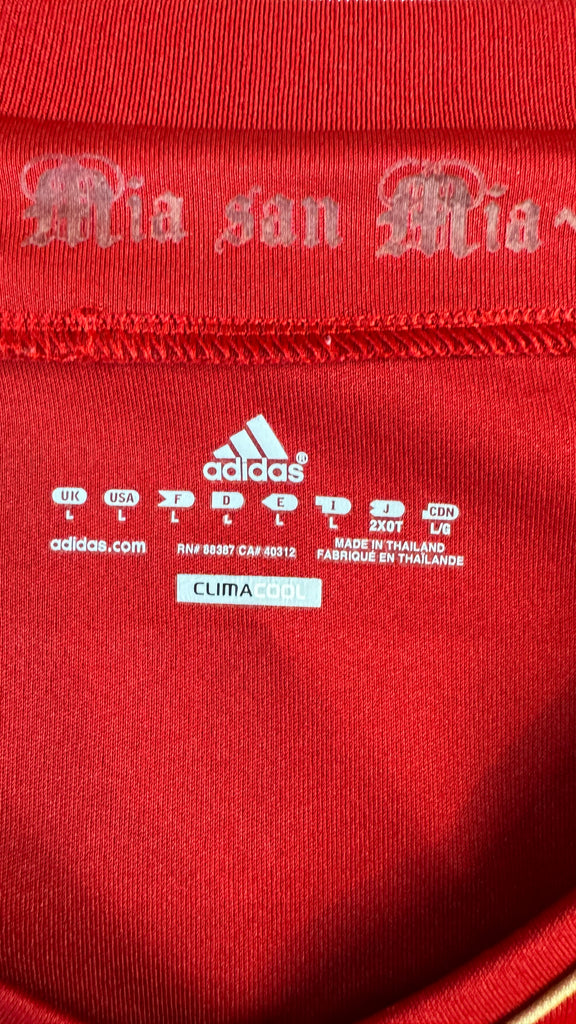 Mia san Mia
adidas®
UK USA F D E I J CDN
L L L L L L 2XOT L/G
adidas.com RN# 88387 CA# 40312 MADE IN THAILAND
FABRIQUÉ EN THAÏLANDE
CLIMACOOL